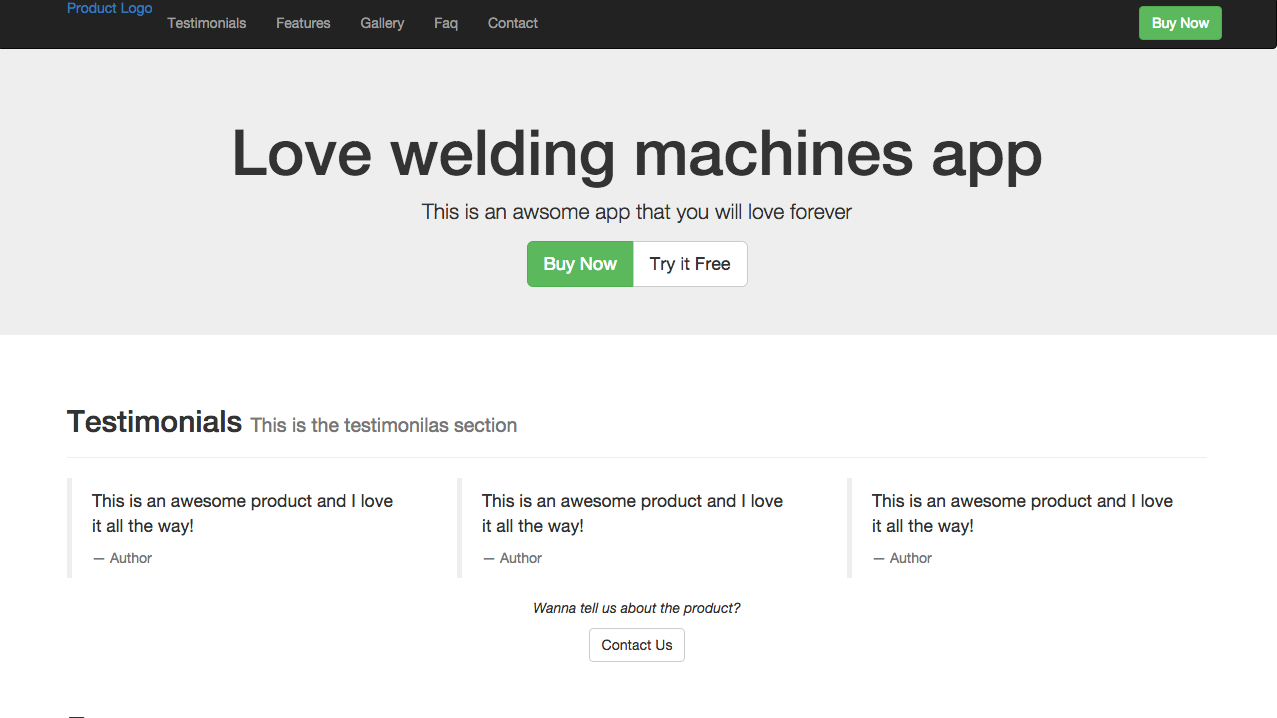 Product Logo
Testimonials Features Gallery Faq Contact Buy Now
Love welding machines app
This is an awsome app that you will love forever
Buy Now Try it Free
Testimonials This is the testimonilas section
This is an awesome product and I love
it all the way!
— Author
This is an awesome product and I love
it all the way!
— Author
This is an awesome product and I love
it all the way!
— Author
Wanna tell us about the product?
Contact Us